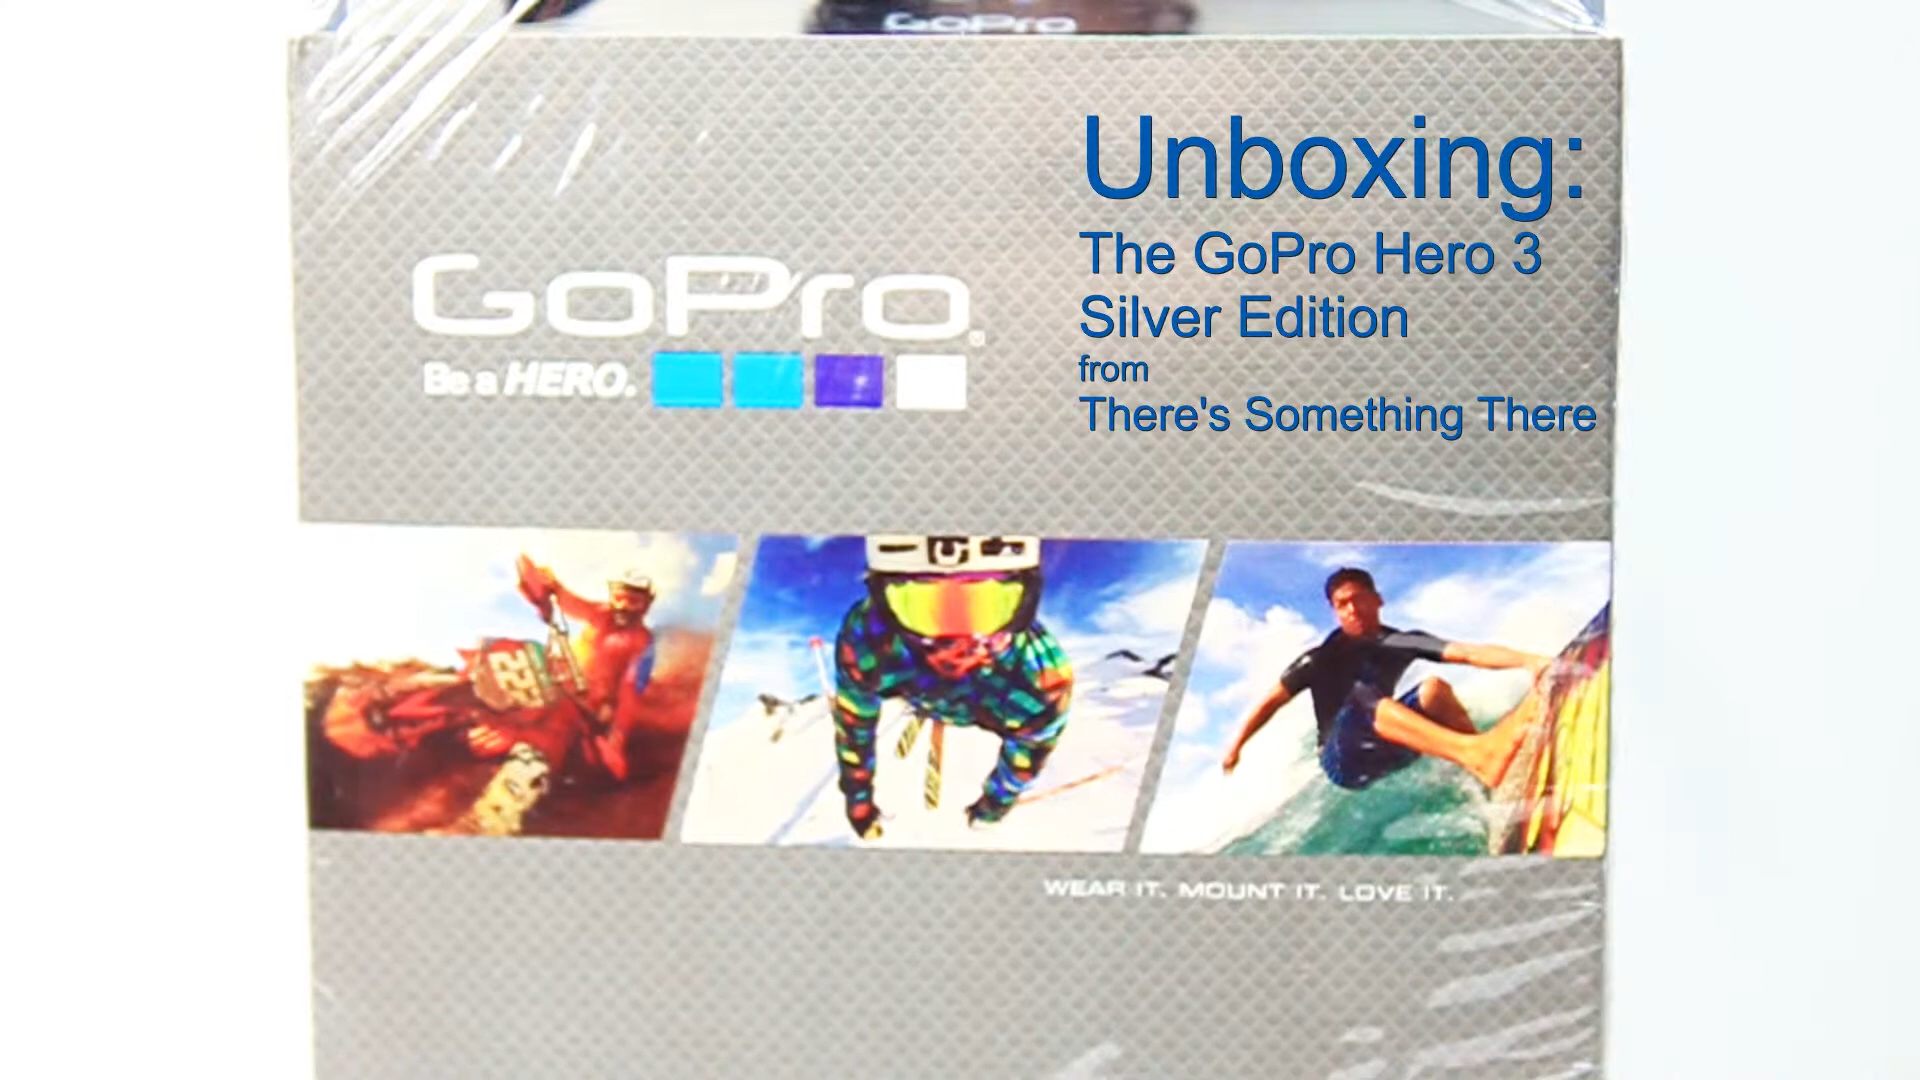 GoPro
Unbozing:
The GoPro Hero 3
Silver Edition
from
There's Something There
GoPro®
Be a HERO.
WEAR IT. MOUNT IT. LOVE IT.